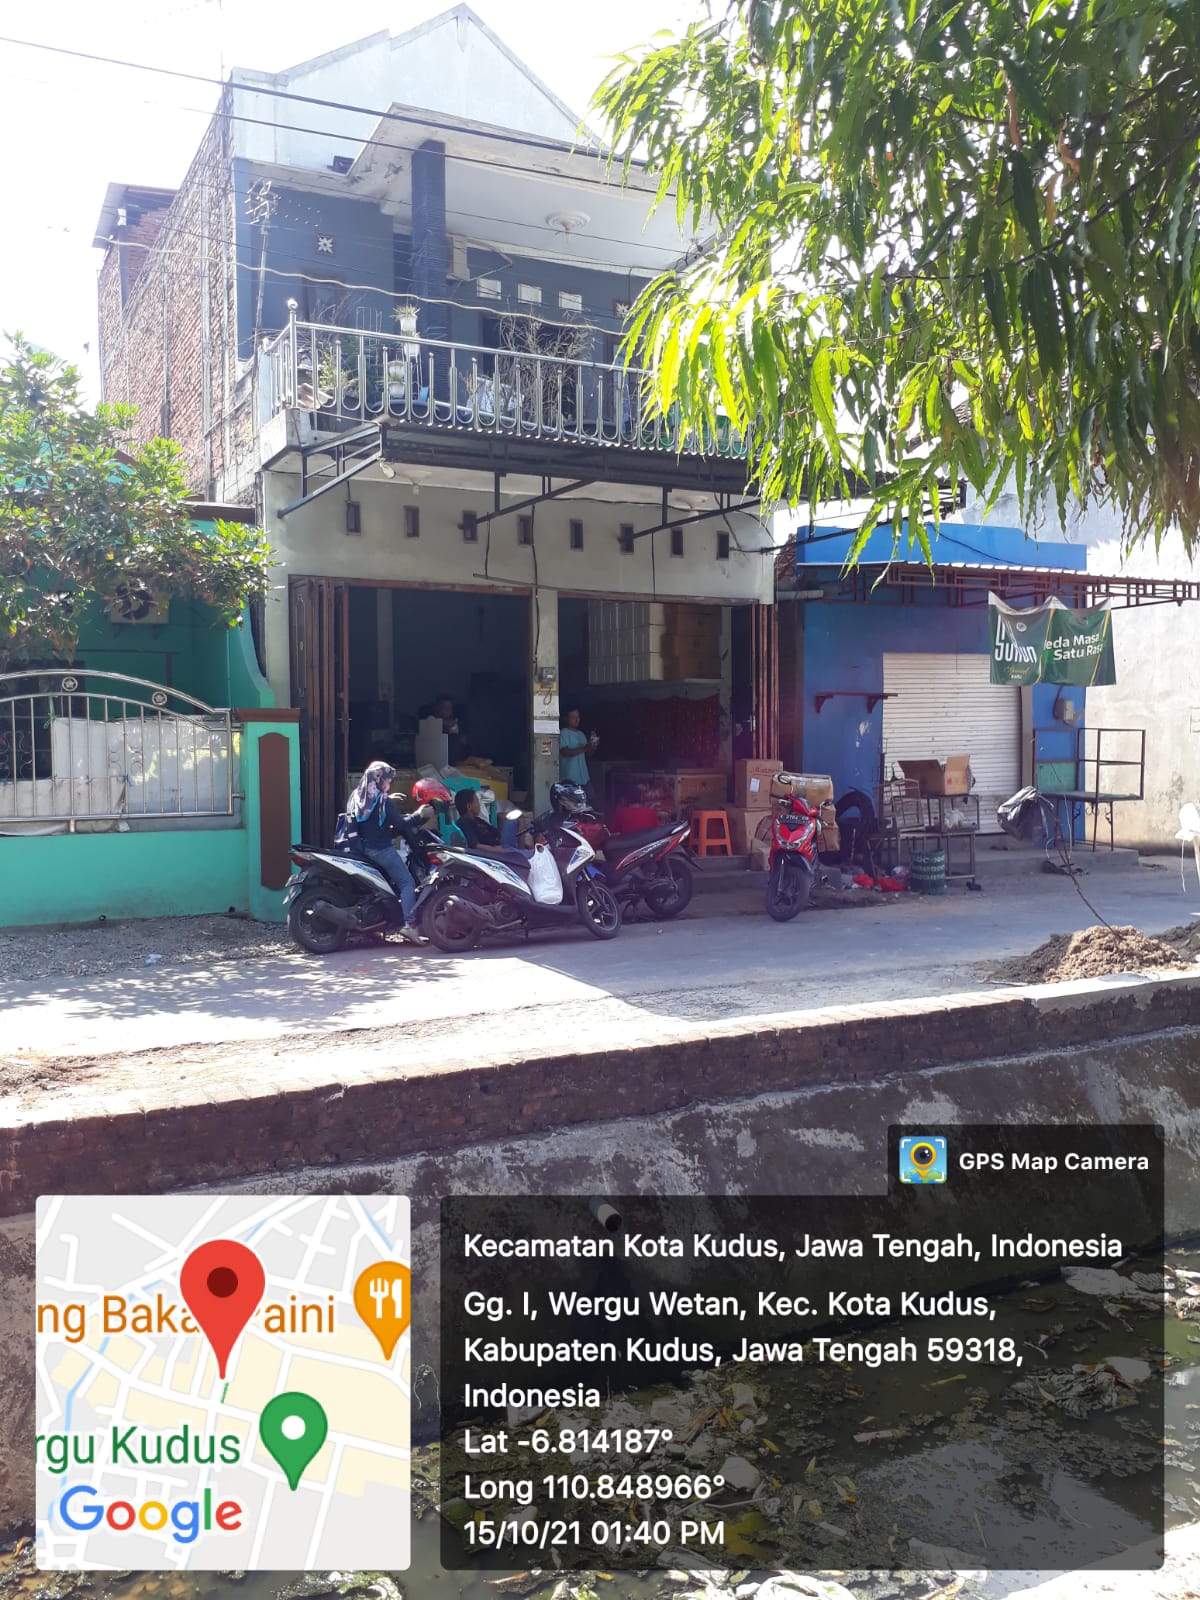 Sukun
eda Masa
Satu Rasa
GPS Map Camera
Kecamatan Kota Kudus, Jawa Tengah, Indonesia
Gg. I, Wergu Wetan, Kec. Kota Kudus,
Kabupaten Kudus, Jawa Tengah 59318,
Indonesia
Lat -6.814187°
Long 110.848966°
15/10/21 01:40 PM
ng Baka
aini
rgu Kudus
Google